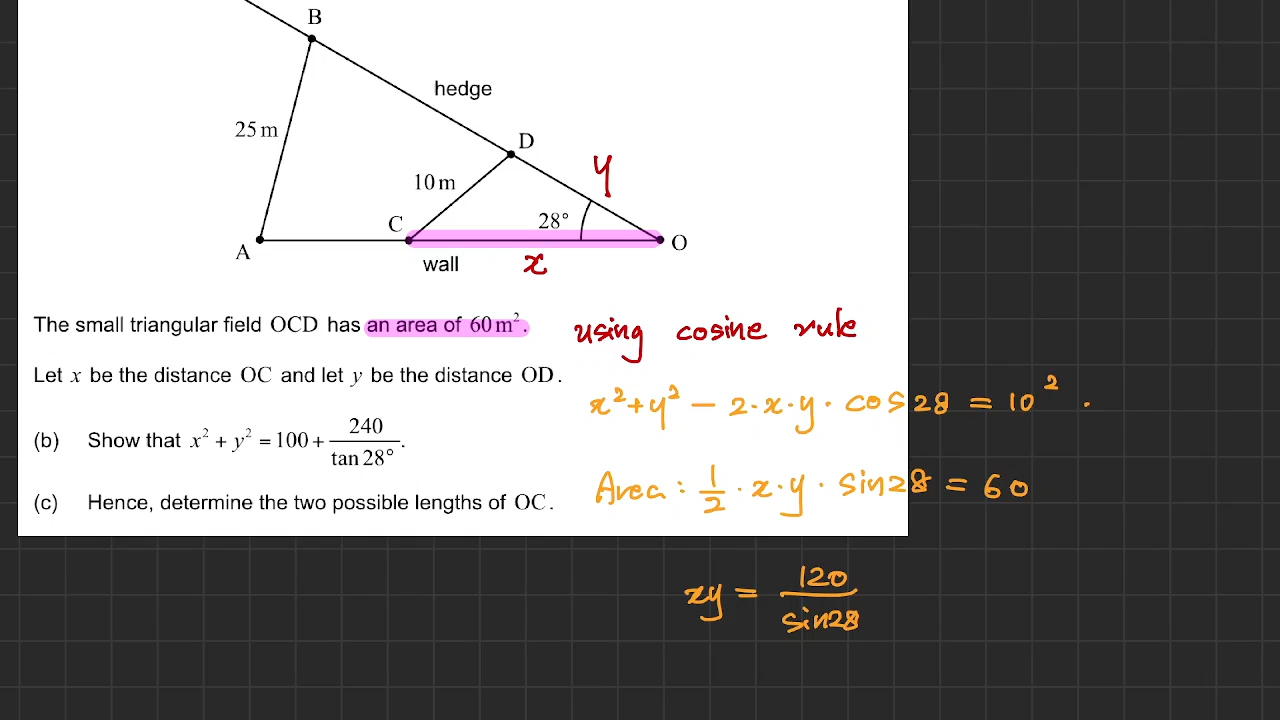 B
hedge
25 m
D
y
10 m
C
28°
A
O
wall
x
The small triangular field OCD has an area of 60 m².
using cosine rule
Let x be the distance OC and let y be the distance OD.
x² + y² – 2·x·y· cos 28 = 10².
(b) Show that x² + y² = 100 + 240/tan 28°.
Area : 1/2 · x · y · sin 28 = 60
(c) Hence, determine the two possible lengths of OC.
xy = 120/sin28